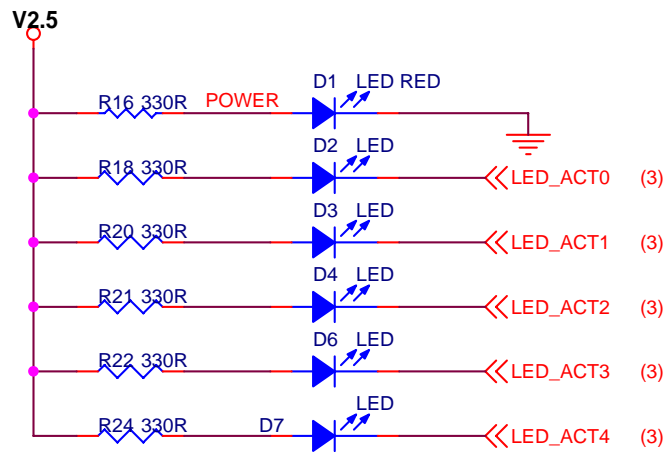 V2.5
R16 330R POWER D1 LED RED
R18 330R D2 LED LED_ACT0 (3)
R20 330R D3 LED LED_ACT1 (3)
R21 330R D4 LED LED_ACT2 (3)
R22 330R D6 LED LED_ACT3 (3)
R24 330R D7 LED LED_ACT4 (3)